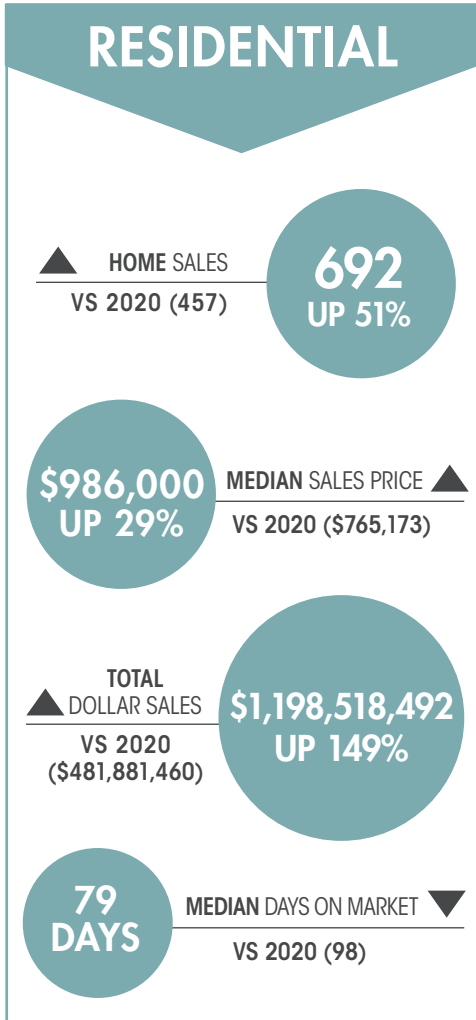 RESIDENTIAL
HOME SALES
VS 2020 (457)
692
UP 51%
$986,000
UP 29%
MEDIAN SALES PRICE
VS 2020 ($765,173)
TOTAL
DOLLAR SALES
VS 2020
($481,881,460)
$1,198,518,492
UP 149%
79
DAYS
MEDIAN DAYS ON MARKET
VS 2020 (98)